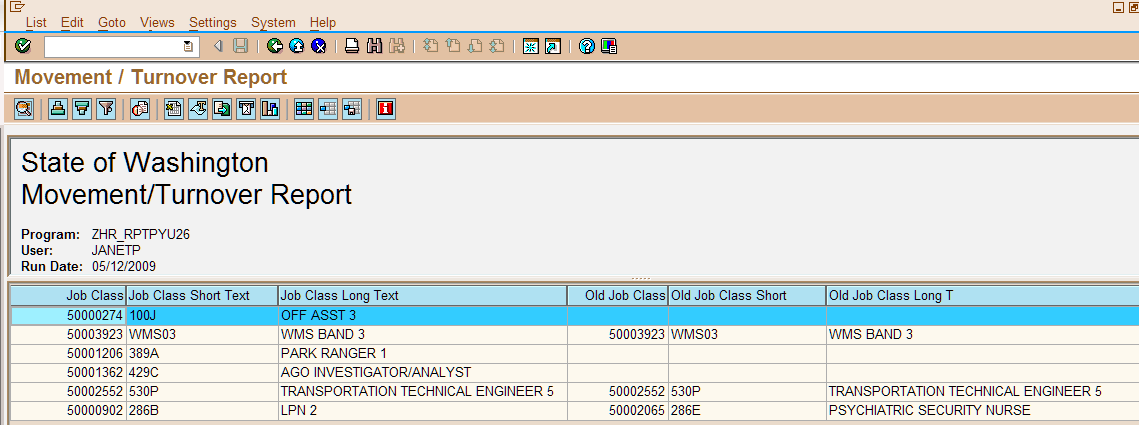 List Edit Goto Views Settings System Help
Movement / Turnover Report
State of Washington
Movement/Turnover Report
Program: ZHR_RPTPYU26
User: JANETP
Run Date: 05/12/2009
Job Class Job Class Short Text Job Class Long Text Old Job Class Old Job Class Short Old Job Class Long T
50000274 100J OFF ASST 3
50003923 WMS03 WMS BAND 3 50003923 WMS03 WMS BAND 3
50001206 389A PARK RANGER 1
50001362 429C AGO INVESTIGATOR/ANALYST
50002552 530P TRANSPORTATION TECHNICAL ENGINEER 5 50002552 530P TRANSPORTATION TECHNICAL ENGINEER 5
50000902 286B LPN 2 50002065 286E PSYCHIATRIC SECURITY NURSE